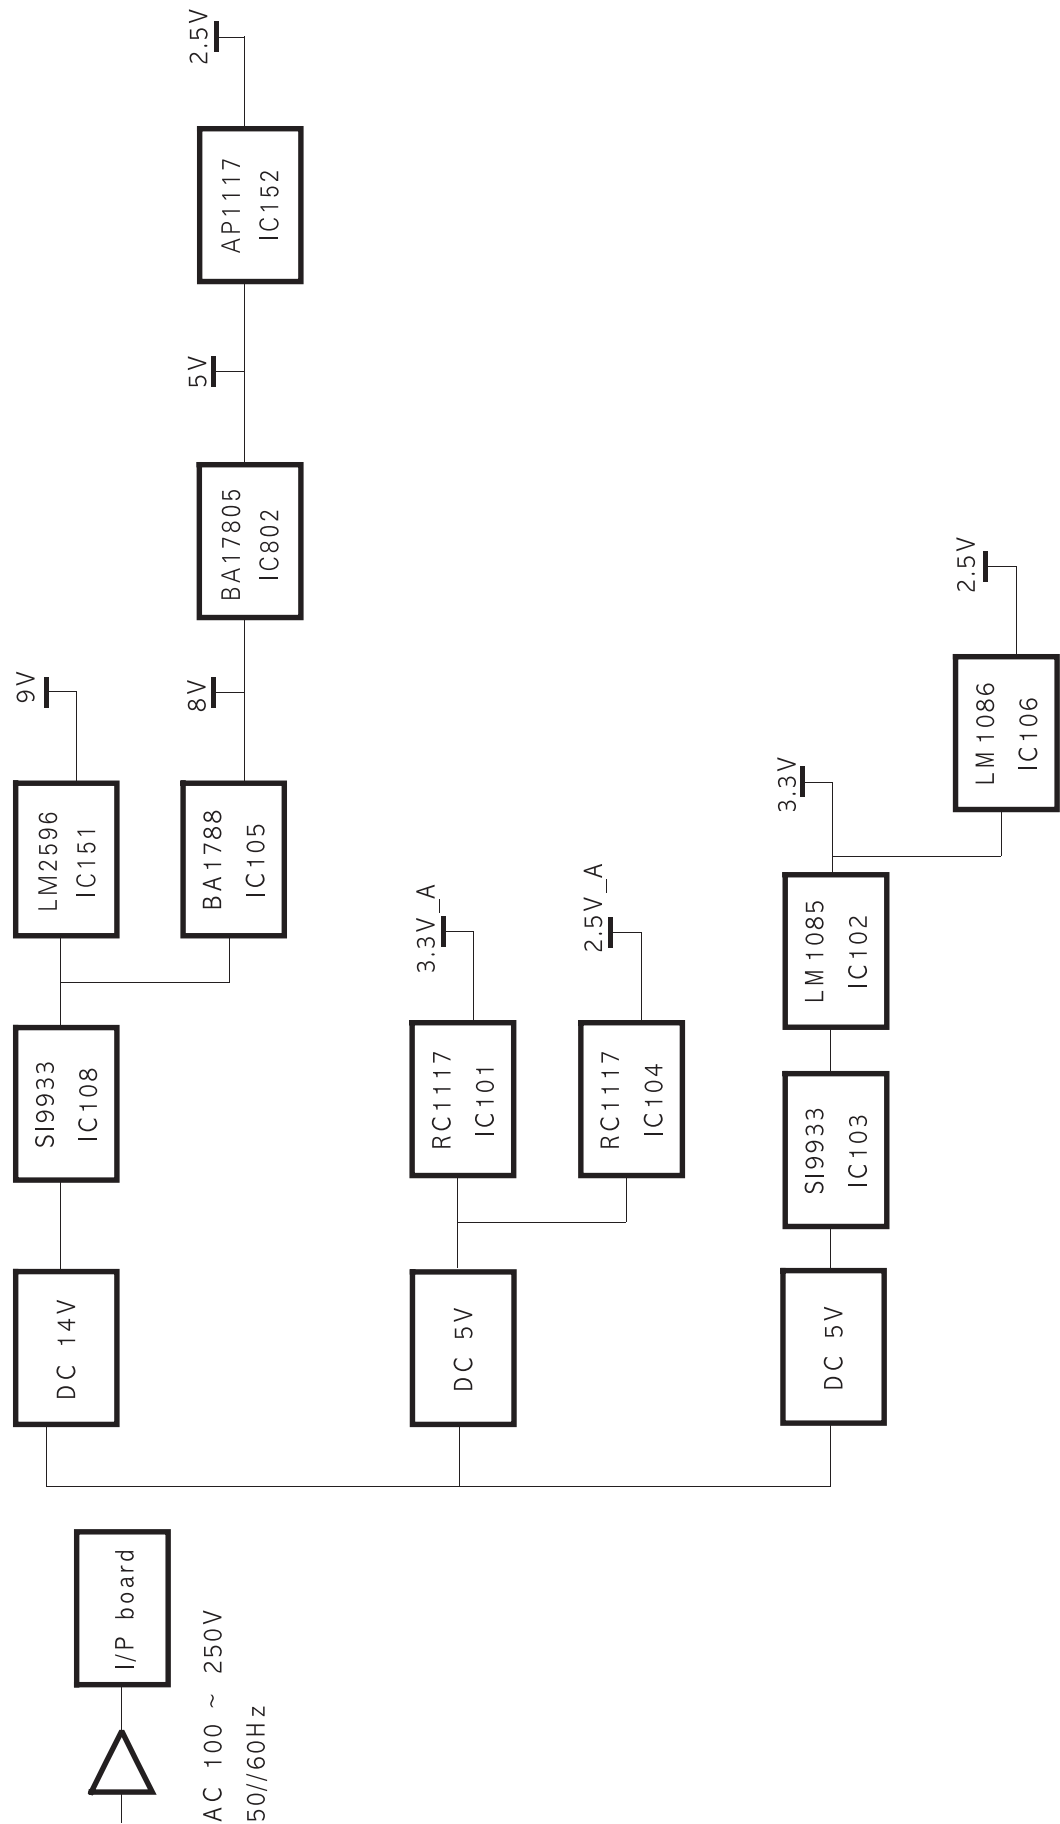 AC 100 ~ 250V
50//60Hz
I/P board
DC 14V
SI9933
IC108
LM2596
IC151
9V
BA1788
IC105
8V
BA17805
IC802
5V
AP1117
IC152
2.5V
DC 5V
RC1117
IC101
3.3V_A
RC1117
IC104
2.5V_A
DC 5V
SI9933
IC103
LM1085
IC102
3.3V
LM1086
IC106
2.5V